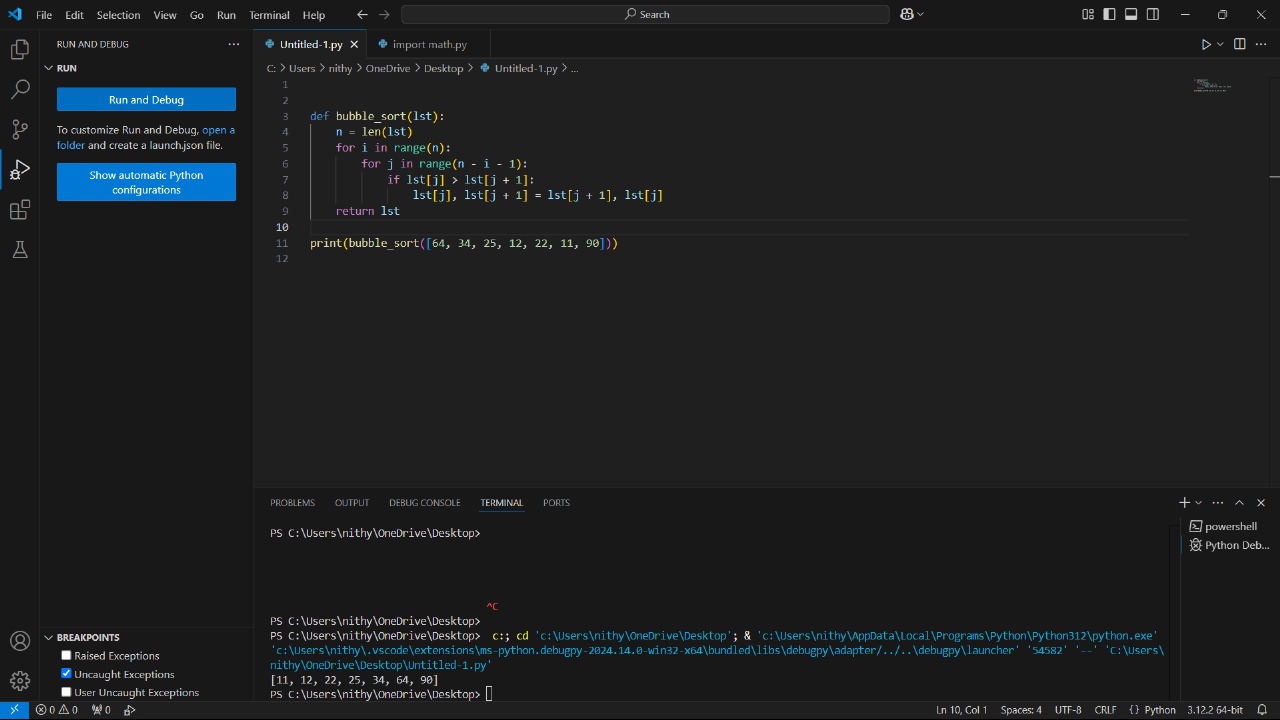 File Edit Selection View Go Run Terminal Help Search
RUN AND DEBUG ...
Untitled-1.py import math.py
RUN
C: > Users > nithy > OneDrive > Desktop > Untitled-1.py > ...
Run and Debug
To customize Run and Debug, open a
folder and create a launch.json file.
Show automatic Python
configurations
1
2
3 def bubble_sort(lst):
4     n = len(lst)
5     for i in range(n):
6         for j in range(n - i - 1):
7             if lst[j] > lst[j + 1]:
8                 lst[j], lst[j + 1] = lst[j + 1], lst[j]
9     return lst
10
11 print(bubble_sort([64, 34, 25, 12, 22, 11, 90]))
12
PROBLEMS OUTPUT DEBUG CONSOLE TERMINAL PORTS
powershell
Python Deb...
PS C:\Users\nithy\OneDrive\Desktop>
^C
PS C:\Users\nithy\OneDrive\Desktop>
PS C:\Users\nithy\OneDrive\Desktop>  c:; cd 'c:\Users\nithy\OneDrive\Desktop'; & 'c:\Users\nithy\AppData\Local\Programs\Python\Python312\python.exe'
'c:\Users\nithy\.vscode\extensions\ms-python.debugpy-2024.14.0-win32-x64\bundled\libs\debugpy\adapter/../..\debugpy\launcher' '54582' '--' 'C:\Users\
nithy\OneDrive\Desktop\Untitled-1.py'
[11, 12, 22, 25, 34, 64, 90]
PS C:\Users\nithy\OneDrive\Desktop>
BREAKPOINTS
Raised Exceptions
Uncaught Exceptions
User Uncaught Exceptions
0 0 0 Ln 10, Col 1 Spaces: 4 UTF-8 CRLF {} Python 3.12.2 64-bit